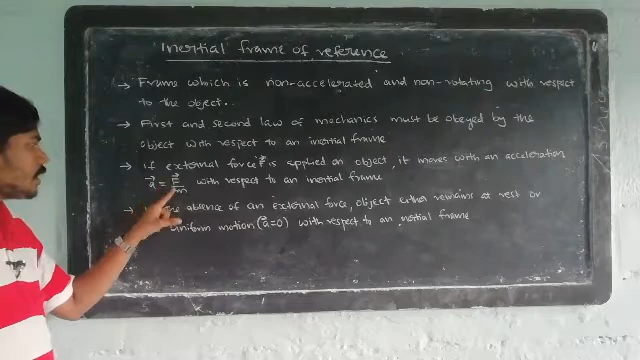 Inertial frame of reference
→ Frame which is non-accelerated and non-rotating with respect
to the object.
→ First and second law of mechanics must be obeyed by the
object with respect to an inertial frame
→ If external force F⃗ is applied on an object, it moves with an acceleration
a⃗ = F⃗/m with respect to an inertial frame
→ the absence of an external force, object either remains at rest or
uniform motion (a⃗=0) with respect to an inertial frame